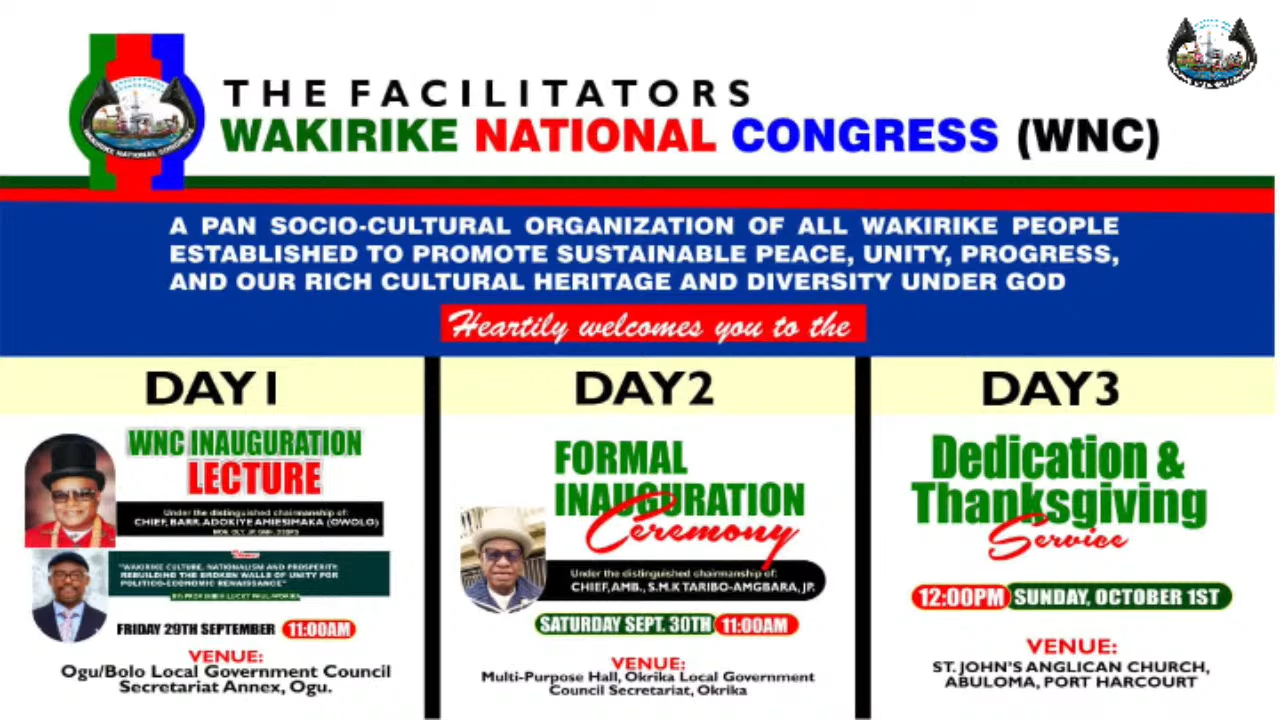 THE FACILITATORS
WAKIRIKE NATIONAL CONGRESS (WNC)
WAKIRIKE NATIONAL CONGRESS
A PAN SOCIO-CULTURAL ORGANIZATION OF ALL WAKIRIKE PEOPLE
ESTABLISHED TO PROMOTE SUSTAINABLE PEACE, UNITY, PROGRESS,
AND OUR RICH CULTURAL HERITAGE AND DIVERSITY UNDER GOD
Heartily welcomes you to the
DAY1
WNC INAUGURATION
LECTURE
Under the distinguished chairmanship of:
CHIEF, BARR. ADOKIYE AMIESIMAKA (OWOLO)
"WAKIRIKE CULTURE, NATIONALISM AND PROSPERITY:
REBUILDING THE BROKEN WALLS OF UNITY FOR
POLITICO-ECONOMIC RENAISSANCE"
FRIDAY 29TH SEPTEMBER 11:00AM
VENUE:
Ogu/Bolo Local Government Council
Secretariat Annex, Ogu.
DAY2
FORMAL
INAUGURATION
Ceremony
Under the distinguished chairmanship of:
CHIEF, AMB., S.M.K TARIBO-AMGBARA, JP.
SATURDAY SEPT. 30TH 11:00AM
VENUE:
Multi-Purpose Hall, Okrika Local Government
Council Secretariat, Okrika
DAY3
Dedication &
Thanksgiving
Service
12:00PM SUNDAY, OCTOBER 1ST
VENUE:
ST. JOHN'S ANGLICAN CHURCH,
ABULOMA, PORT HARCOURT